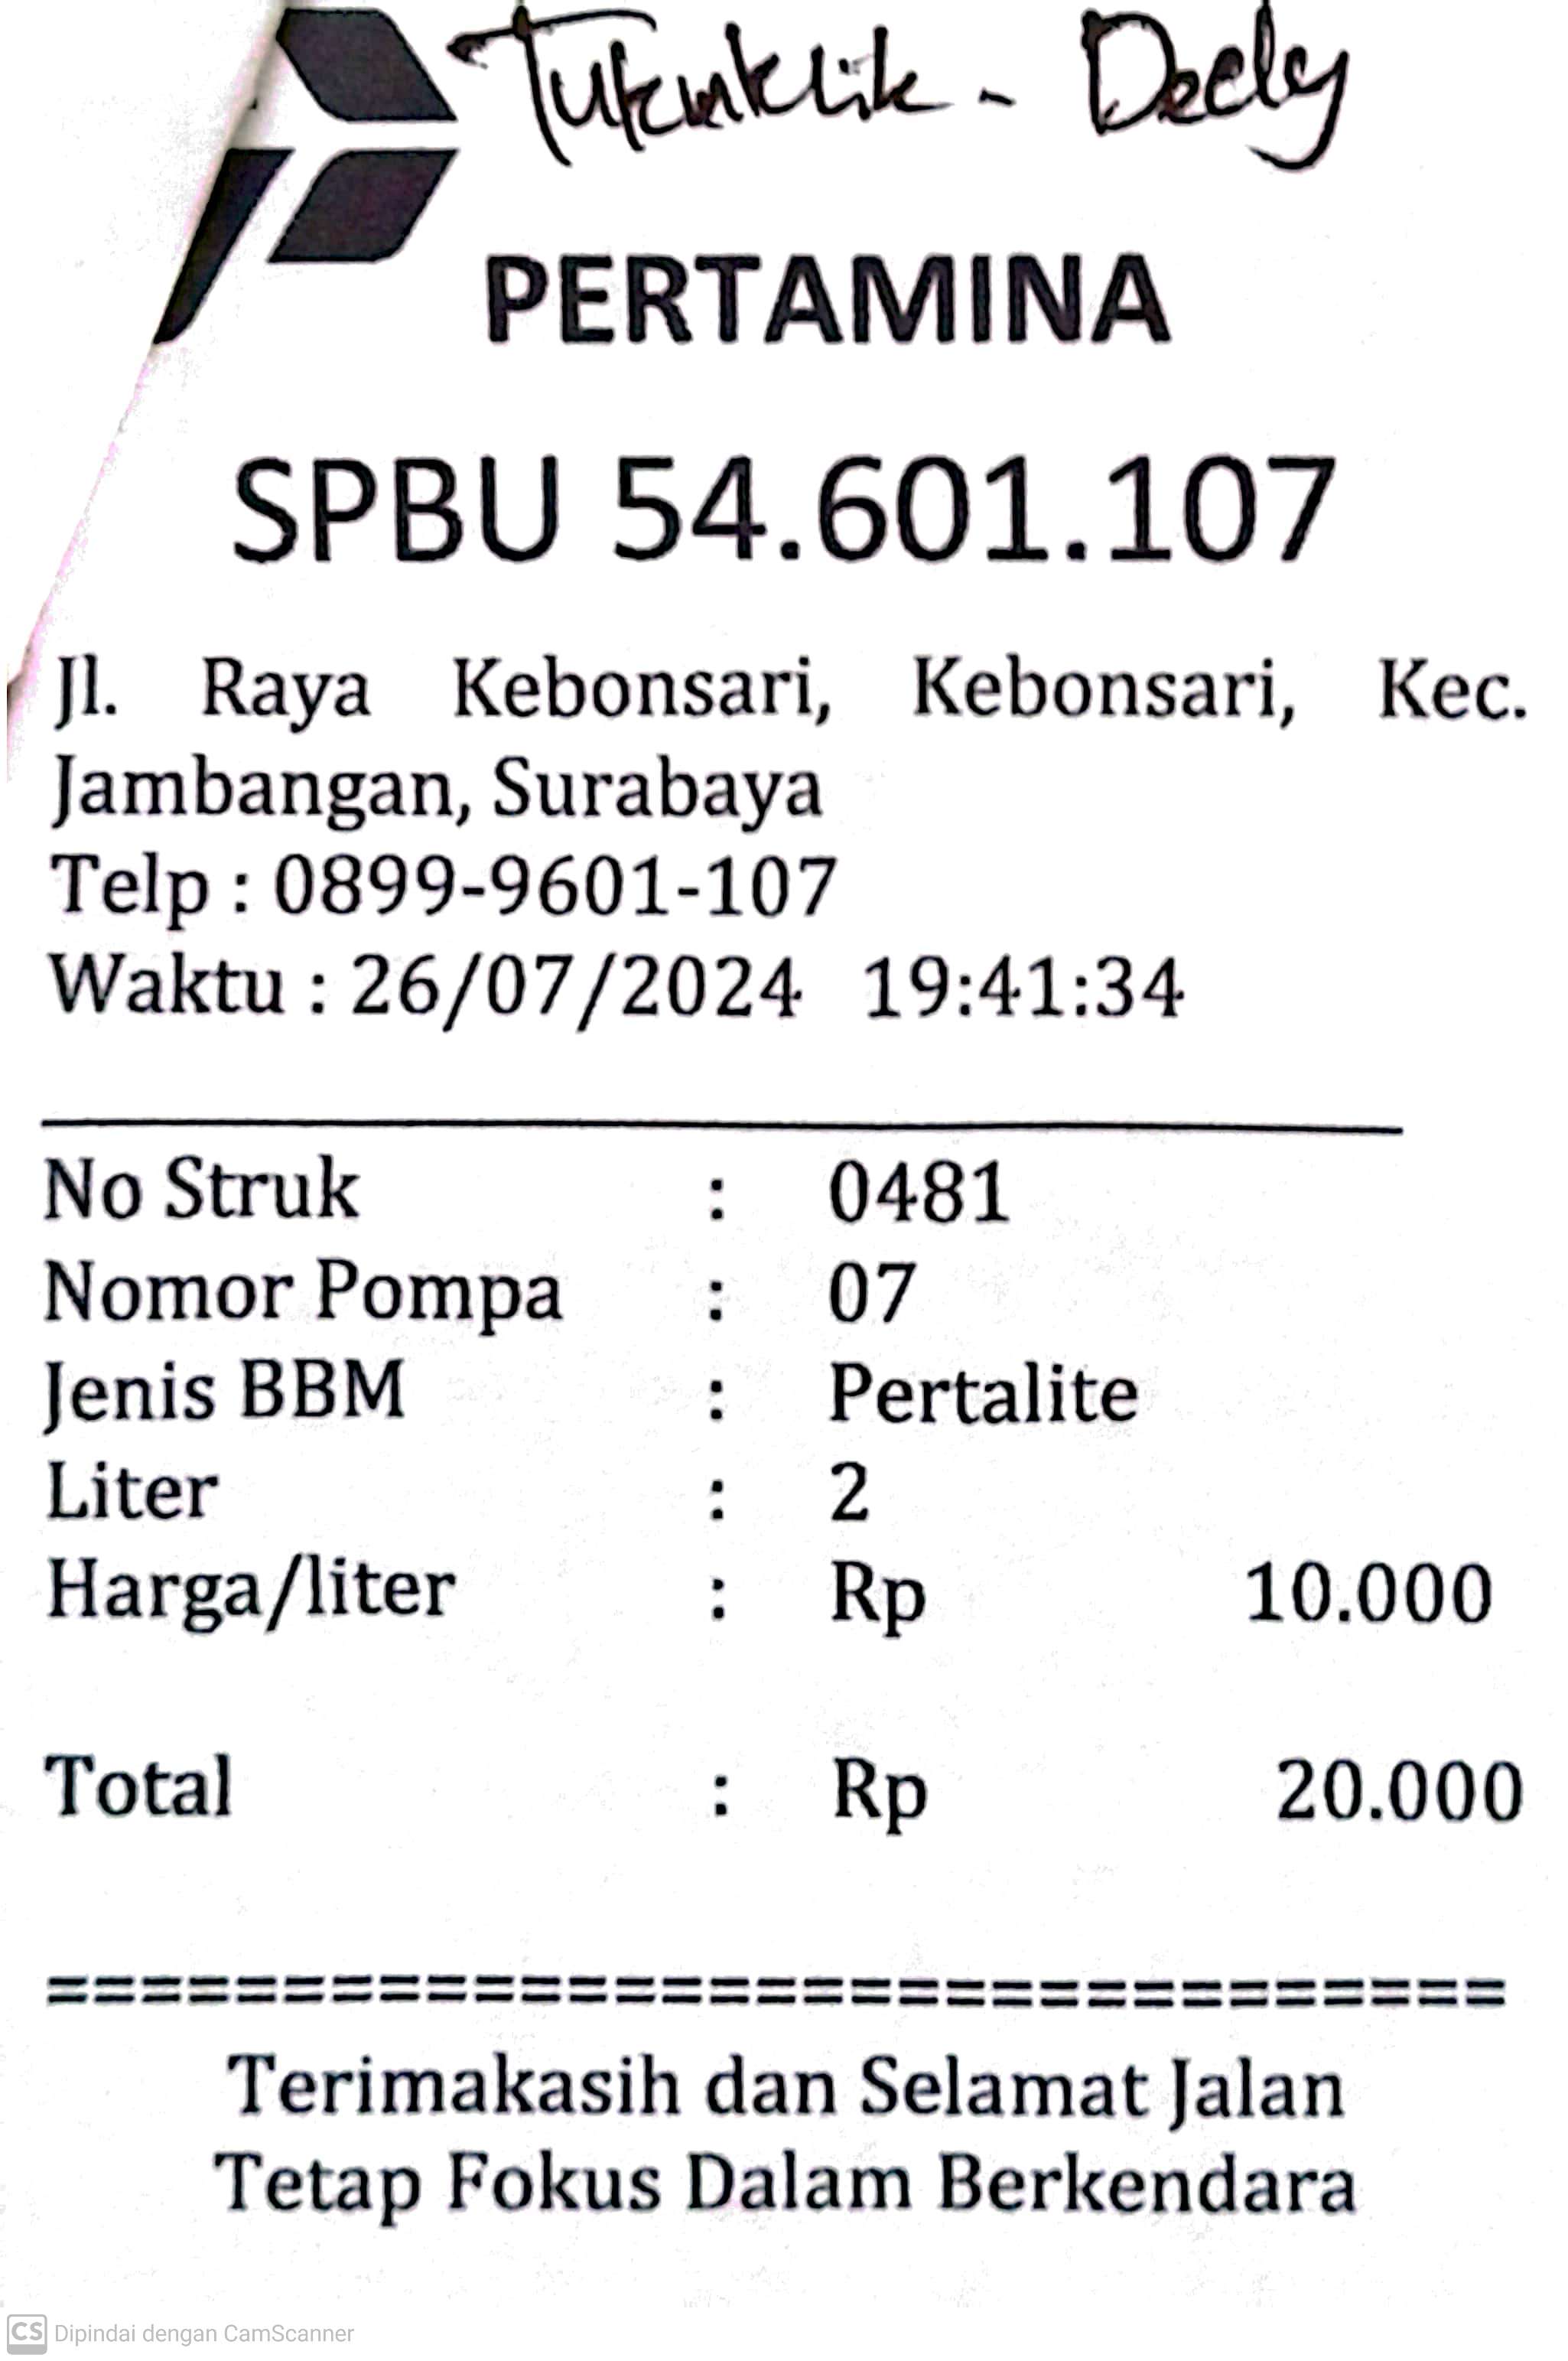 PERTAMINA
SPBU 54.601.107
Jl. Raya Kebonsari, Kebonsari, Kec.
Jambangan, Surabaya
Telp : 0899-9601-107
Waktu : 26/07/2024 19:41:34
No Struk : 0481
Nomor Pompa : 07
Jenis BBM : Pertalite
Liter : 2
Harga/liter : Rp 10.000
Total : Rp 20.000
===============================
Terimakasih dan Selamat Jalan
Tetap Fokus Dalam Berkendara
CS Dipindai dengan CamScanner